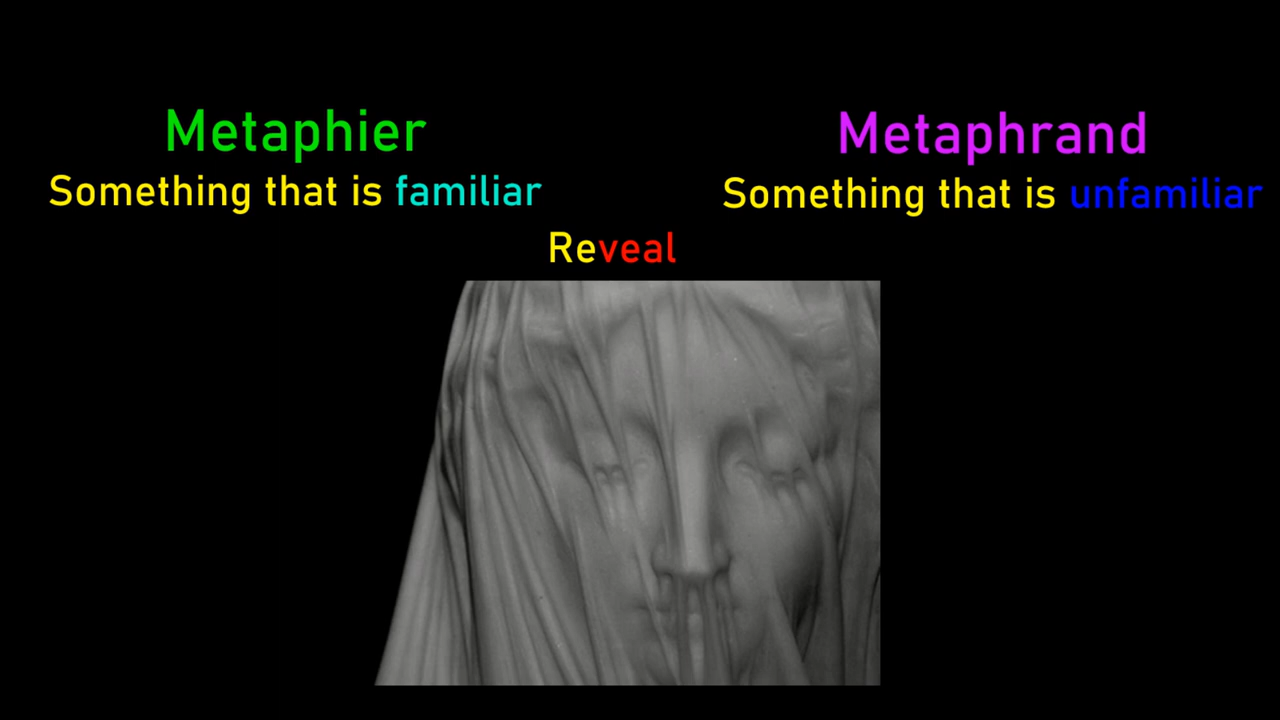 Metaphier
Something that is familiar
Metaphrand
Something that is unfamiliar
Reveal